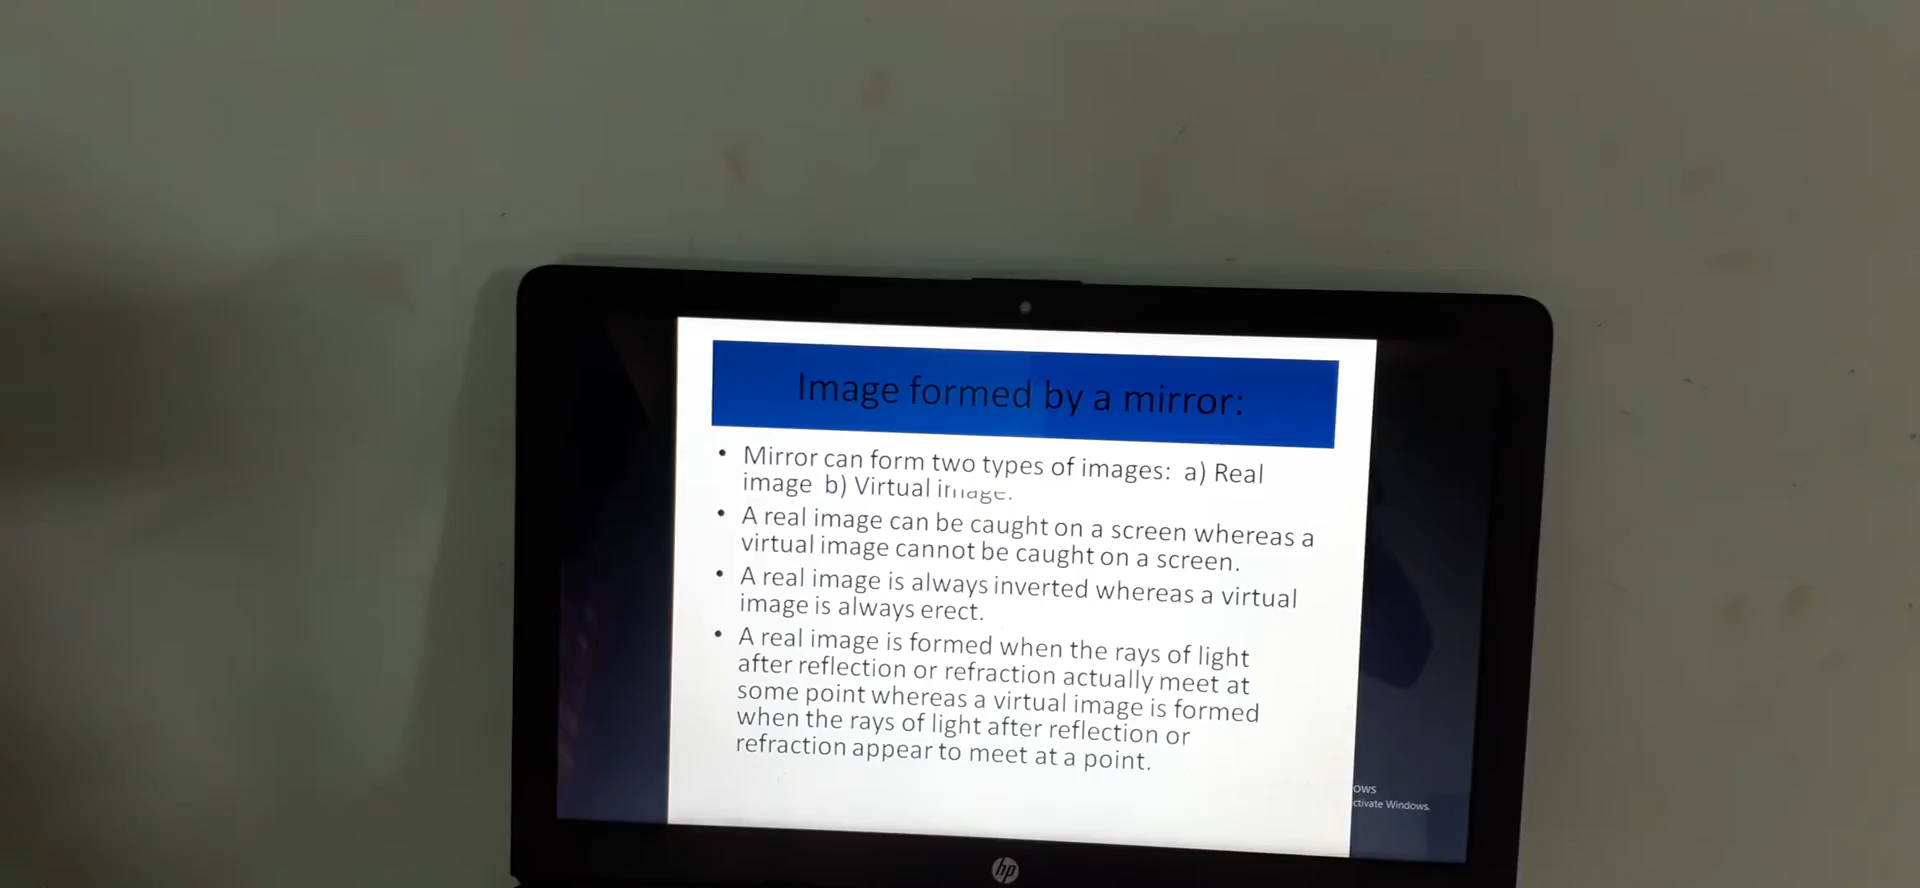 Image formed by a mirror:
• Mirror can form two types of images: a) Real
image b) Virtual image.
• A real image can be caught on a screen whereas a
virtual image cannot be caught on a screen.
• A real image is always inverted whereas a virtual
image is always erect.
• A real image is formed when the rays of light
after reflection or refraction actually meet at
some point whereas a virtual image is formed
when the rays of light after reflection or
refraction appear to meet at a point.
ows
ctivate Windows.
hp